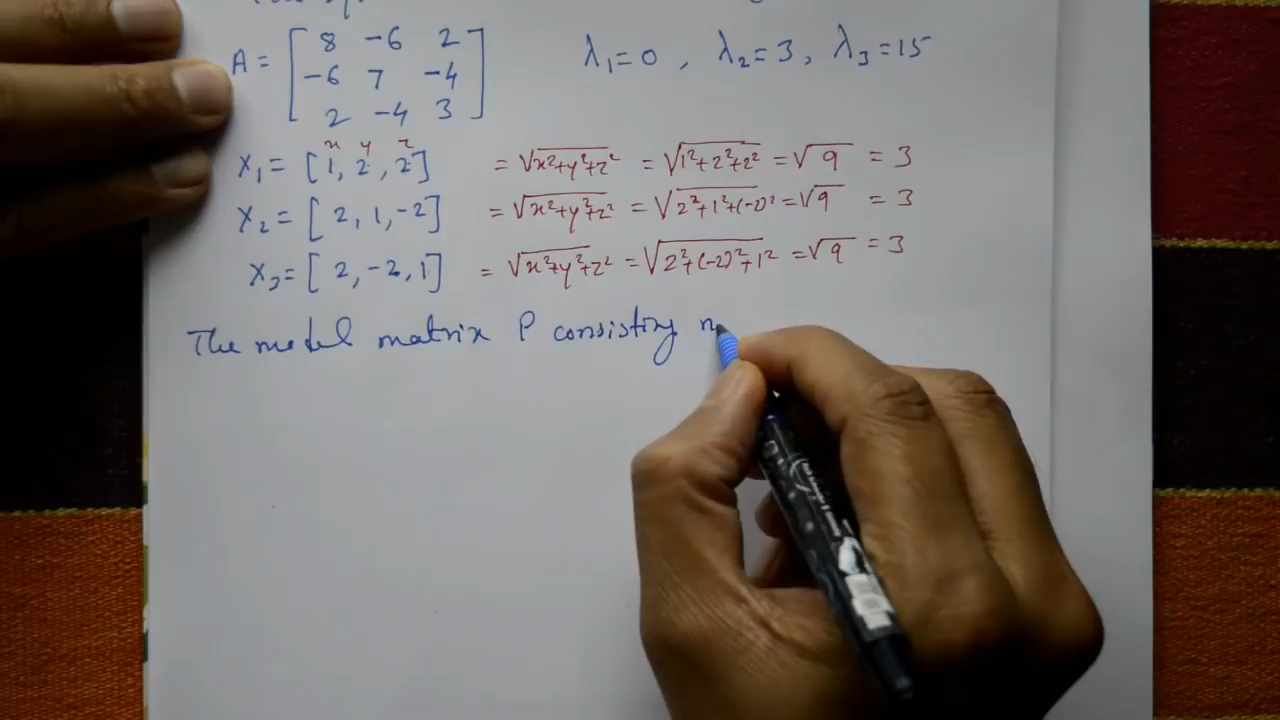 A = [ 8 -6 2 λ₁=0 , λ₂=3, λ₃=15
-6 7 -4
2 -4 3 ]
x y z
X₁ = [1, 2, 2] = √x²+y²+z² = √1²+2²+2² = √9 = 3
X₂ = [2, 1, -2] = √x²+y²+z² = √2²+1²+(-2)² = √9 = 3
X₃ = [2, -2, 1] = √x²+y²+z² = √2²+(-2)²+1² = √9 = 3
The model matrix P consisting n